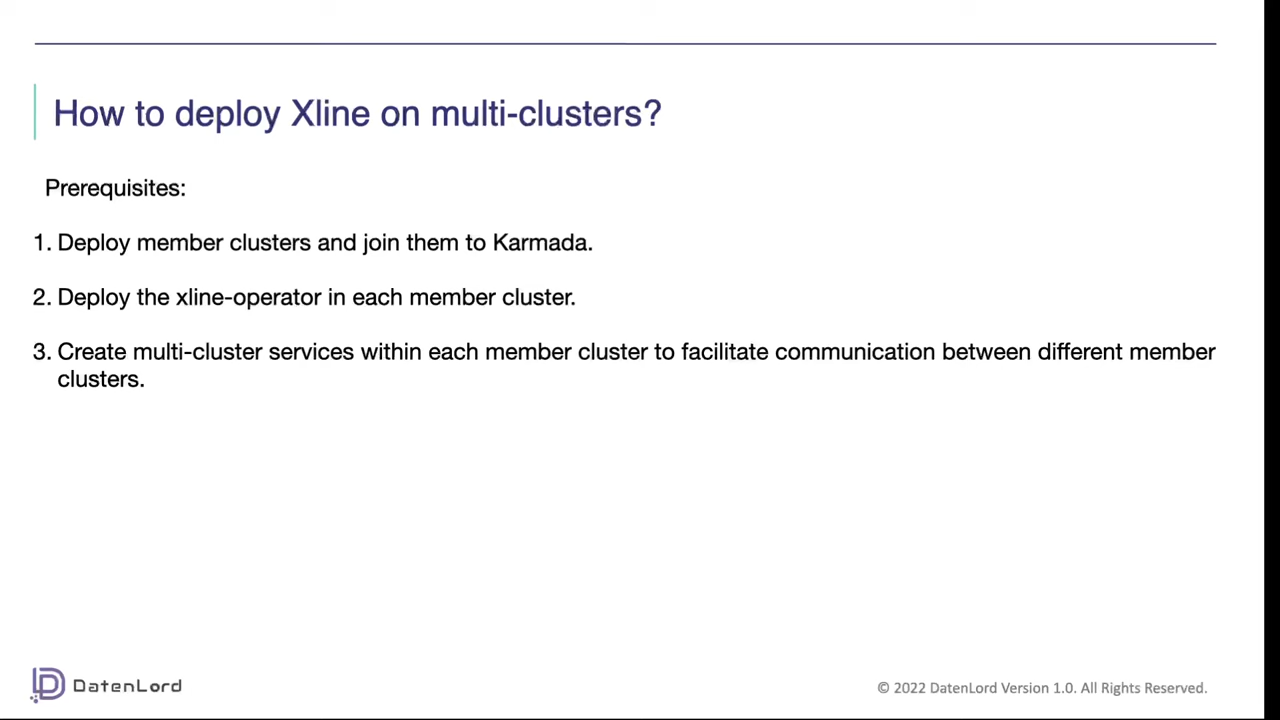 How to deploy Xline on multi-clusters?
Prerequisites:
1. Deploy member clusters and join them to Karmada.
2. Deploy the xline-operator in each member cluster.
3. Create multi-cluster services within each member cluster to facilitate communication between different member
clusters.
DatenLord
© 2022 DatenLord Version 1.0. All Rights Reserved.